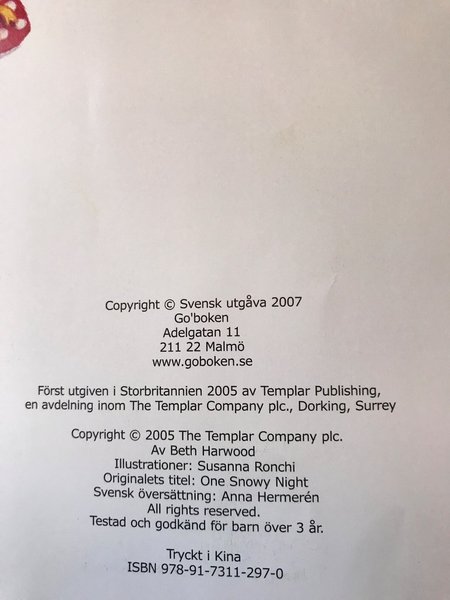 Copyright © Svensk utgåva 2007
Go'boken
Adelgatan 11
211 22 Malmö
www.goboken.se
Först utgiven i Storbritannien 2005 av Templar Publishing,
en avdelning inom The Templar Company plc., Dorking, Surrey
Copyright © 2005 The Templar Company plc.
Av Beth Harwood
Illustrationer: Susanna Ronchi
Originalets titel: One Snowy Night
Svensk översättning: Anna Hermerén
All rights reserved.
Testad och godkänd för barn över 3 år.
Tryckt i Kina
ISBN 978-91-7311-297-0